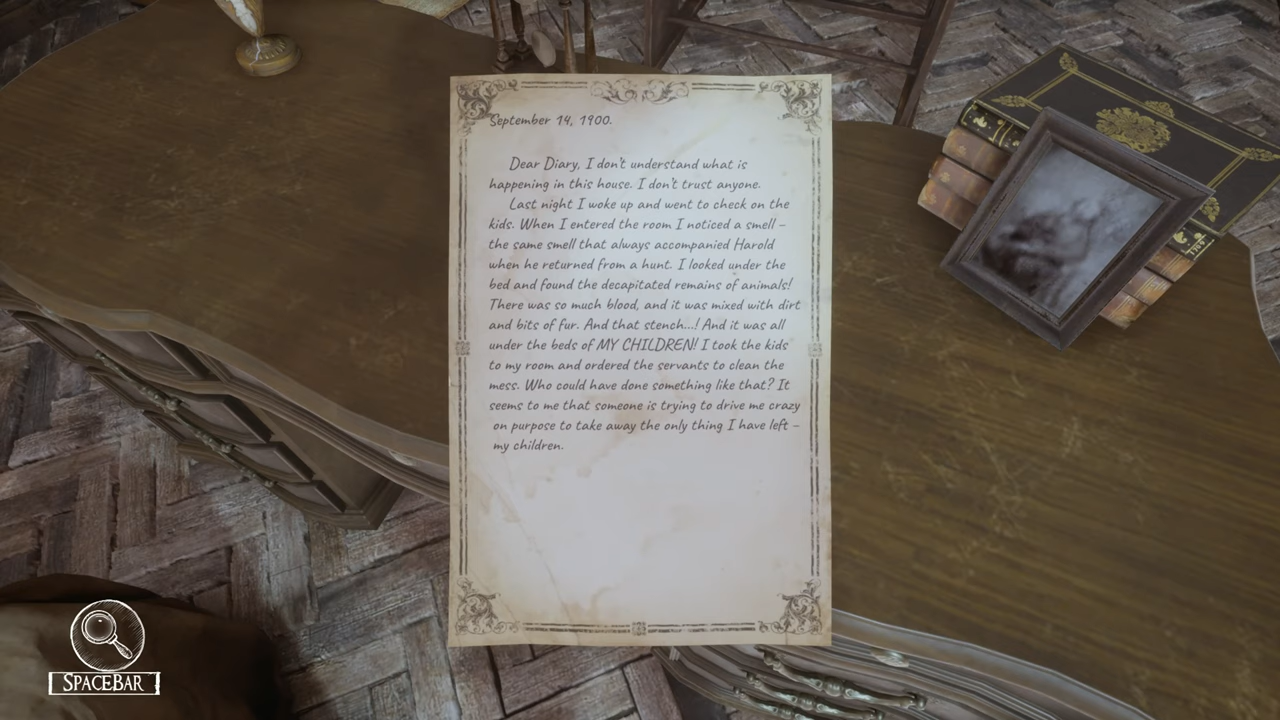 September 14, 1900.
Dear Diary, I don't understand what is
happening in this house. I don't trust anyone.
Last night I woke up and went to check on the
kids. When I entered the room I noticed a smell –
the same smell that always accompanied Harold
when he returned from a hunt. I looked under the
bed and found the decapitated remains of animals!
There was so much blood, and it was mixed with dirt
and bits of fur. And that stench...! And it was all
under the beds of MY CHILDREN! I took the kids
to my room and ordered the servants to clean the
mess. Who could have done something like that? It
seems to me that someone is trying to drive me crazy
on purpose to take away the only thing I have left –
my children.
SPACEBAR